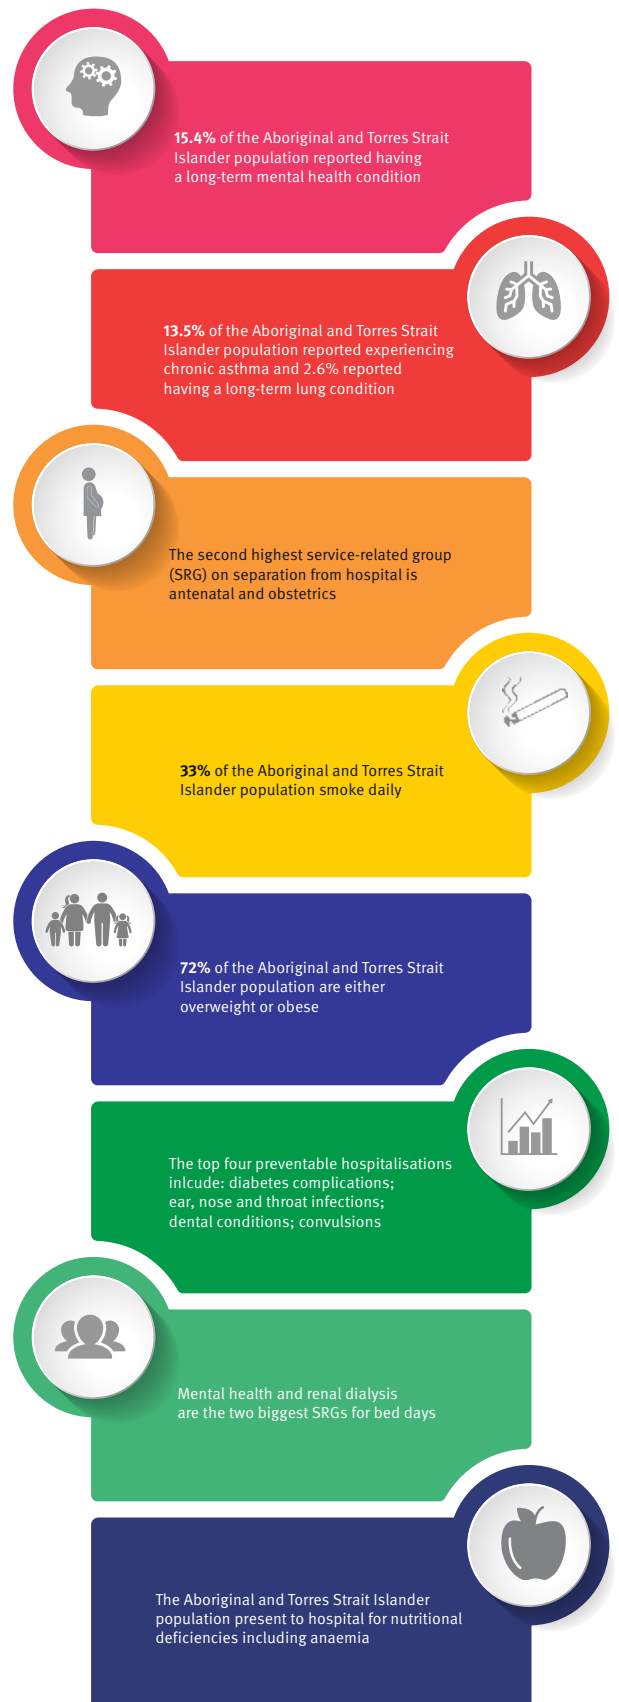 15.4% of the Aboriginal and Torres Strait
Islander population reported having
a long-term mental health condition
13.5% of the Aboriginal and Torres Strait
Islander population reported experiencing
chronic asthma and 2.6% reported
having a long-term lung condition
The second highest service-related group
(SRG) on separation from hospital is
antenatal and obstetrics
33% of the Aboriginal and Torres Strait
Islander population smoke daily
72% of the Aboriginal and Torres Strait
Islander population are either
overweight or obese
The top four preventable hospitalisations
inlcude: diabetes complications;
ear, nose and throat infections;
dental conditions; convulsions
Mental health and renal dialysis
are the two biggest SRGs for bed days
The Aboriginal and Torres Strait Islander
population present to hospital for nutritional
deficiencies including anaemia